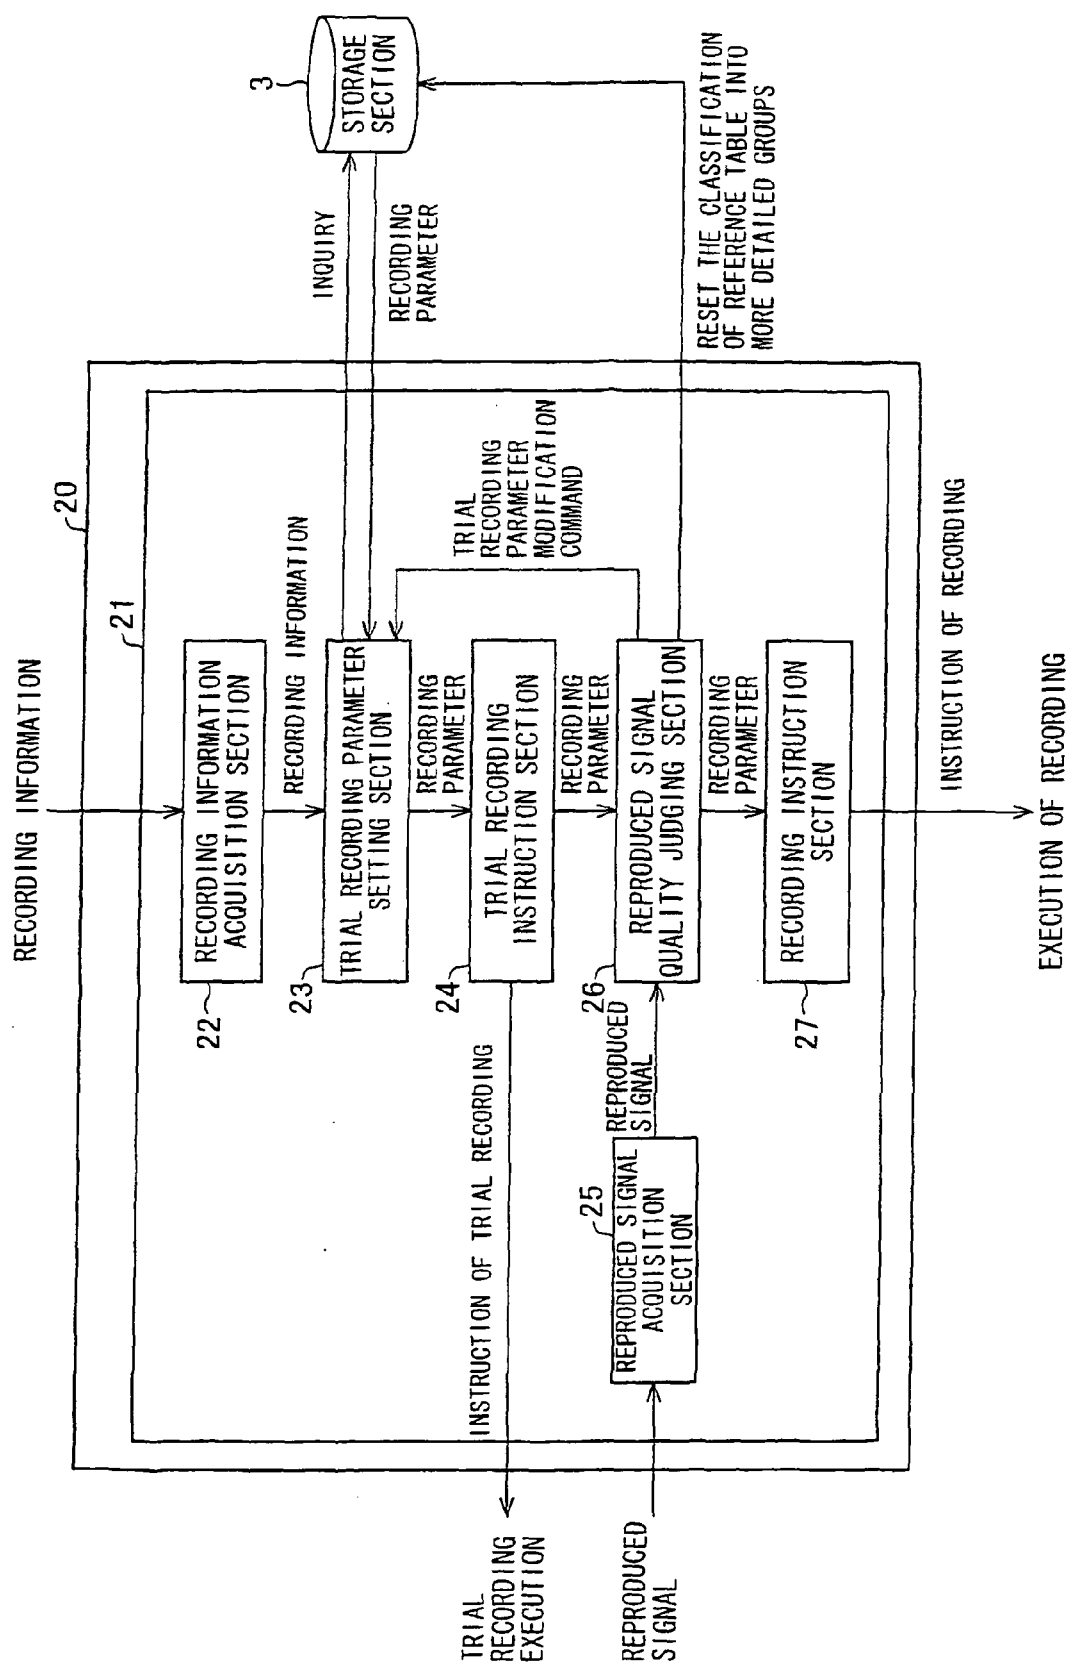 RECORDING INFORMATION
20
21
RECORDING INFORMATION
ACQUISITION SECTION
22
RECORDING INFORMATION
TRIAL RECORDING PARAMETER
SETTING SECTION
23
INQUIRY
RECORDING
PARAMETER
3
STORAGE
SECTION
RECORDING
PARAMETER
TRIAL
RECORDING
PARAMETER
MODIFICATION
COMMAND
TRIAL RECORDING
INSTRUCTION SECTION
24
INSTRUCTION OF TRIAL RECORDING
TRIAL
RECORDING
EXECUTION
RECORDING
PARAMETER
REPRODUCED SIGNAL
QUALITY JUDGING SECTION
26
REPRODUCED
SIGNAL
REPRODUCED SIGNAL
ACQUISITION
SECTION
25
REPRODUCED
SIGNAL
RESET THE CLASSIFICATION
OF REFERENCE TABLE INTO
MORE DETAILED GROUPS
RECORDING
PARAMETER
RECORDING INSTRUCTION
SECTION
27
INSTRUCTION OF RECORDING
EXECUTION OF RECORDING